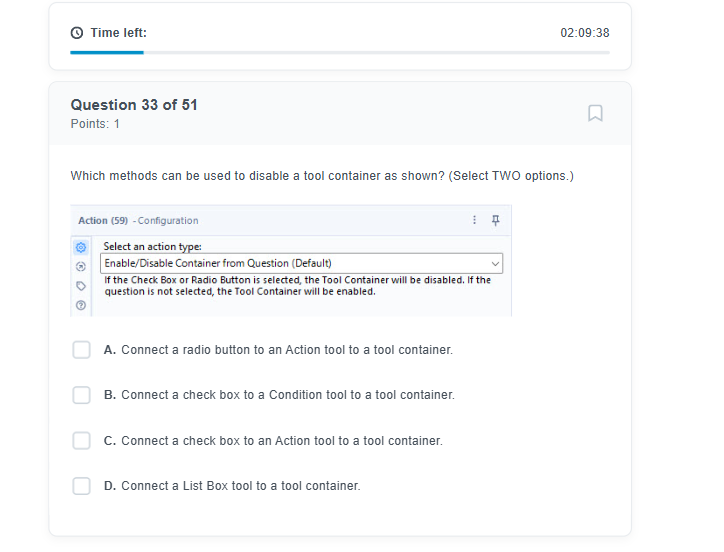 Time left:
02:09:38
Question 33 of 51
Points: 1
Which methods can be used to disable a tool container as shown? (Select TWO options.)
Action (59) - Configuration
Select an action type:
Enable/Disable Container from Question (Default)
If the Check Box or Radio Button is selected, the Tool Container will be disabled. If the
question is not selected, the Tool Container will be enabled.
A. Connect a radio button to an Action tool to a tool container.
B. Connect a check box to a Condition tool to a tool container.
C. Connect a check box to an Action tool to a tool container.
D. Connect a List Box tool to a tool container.